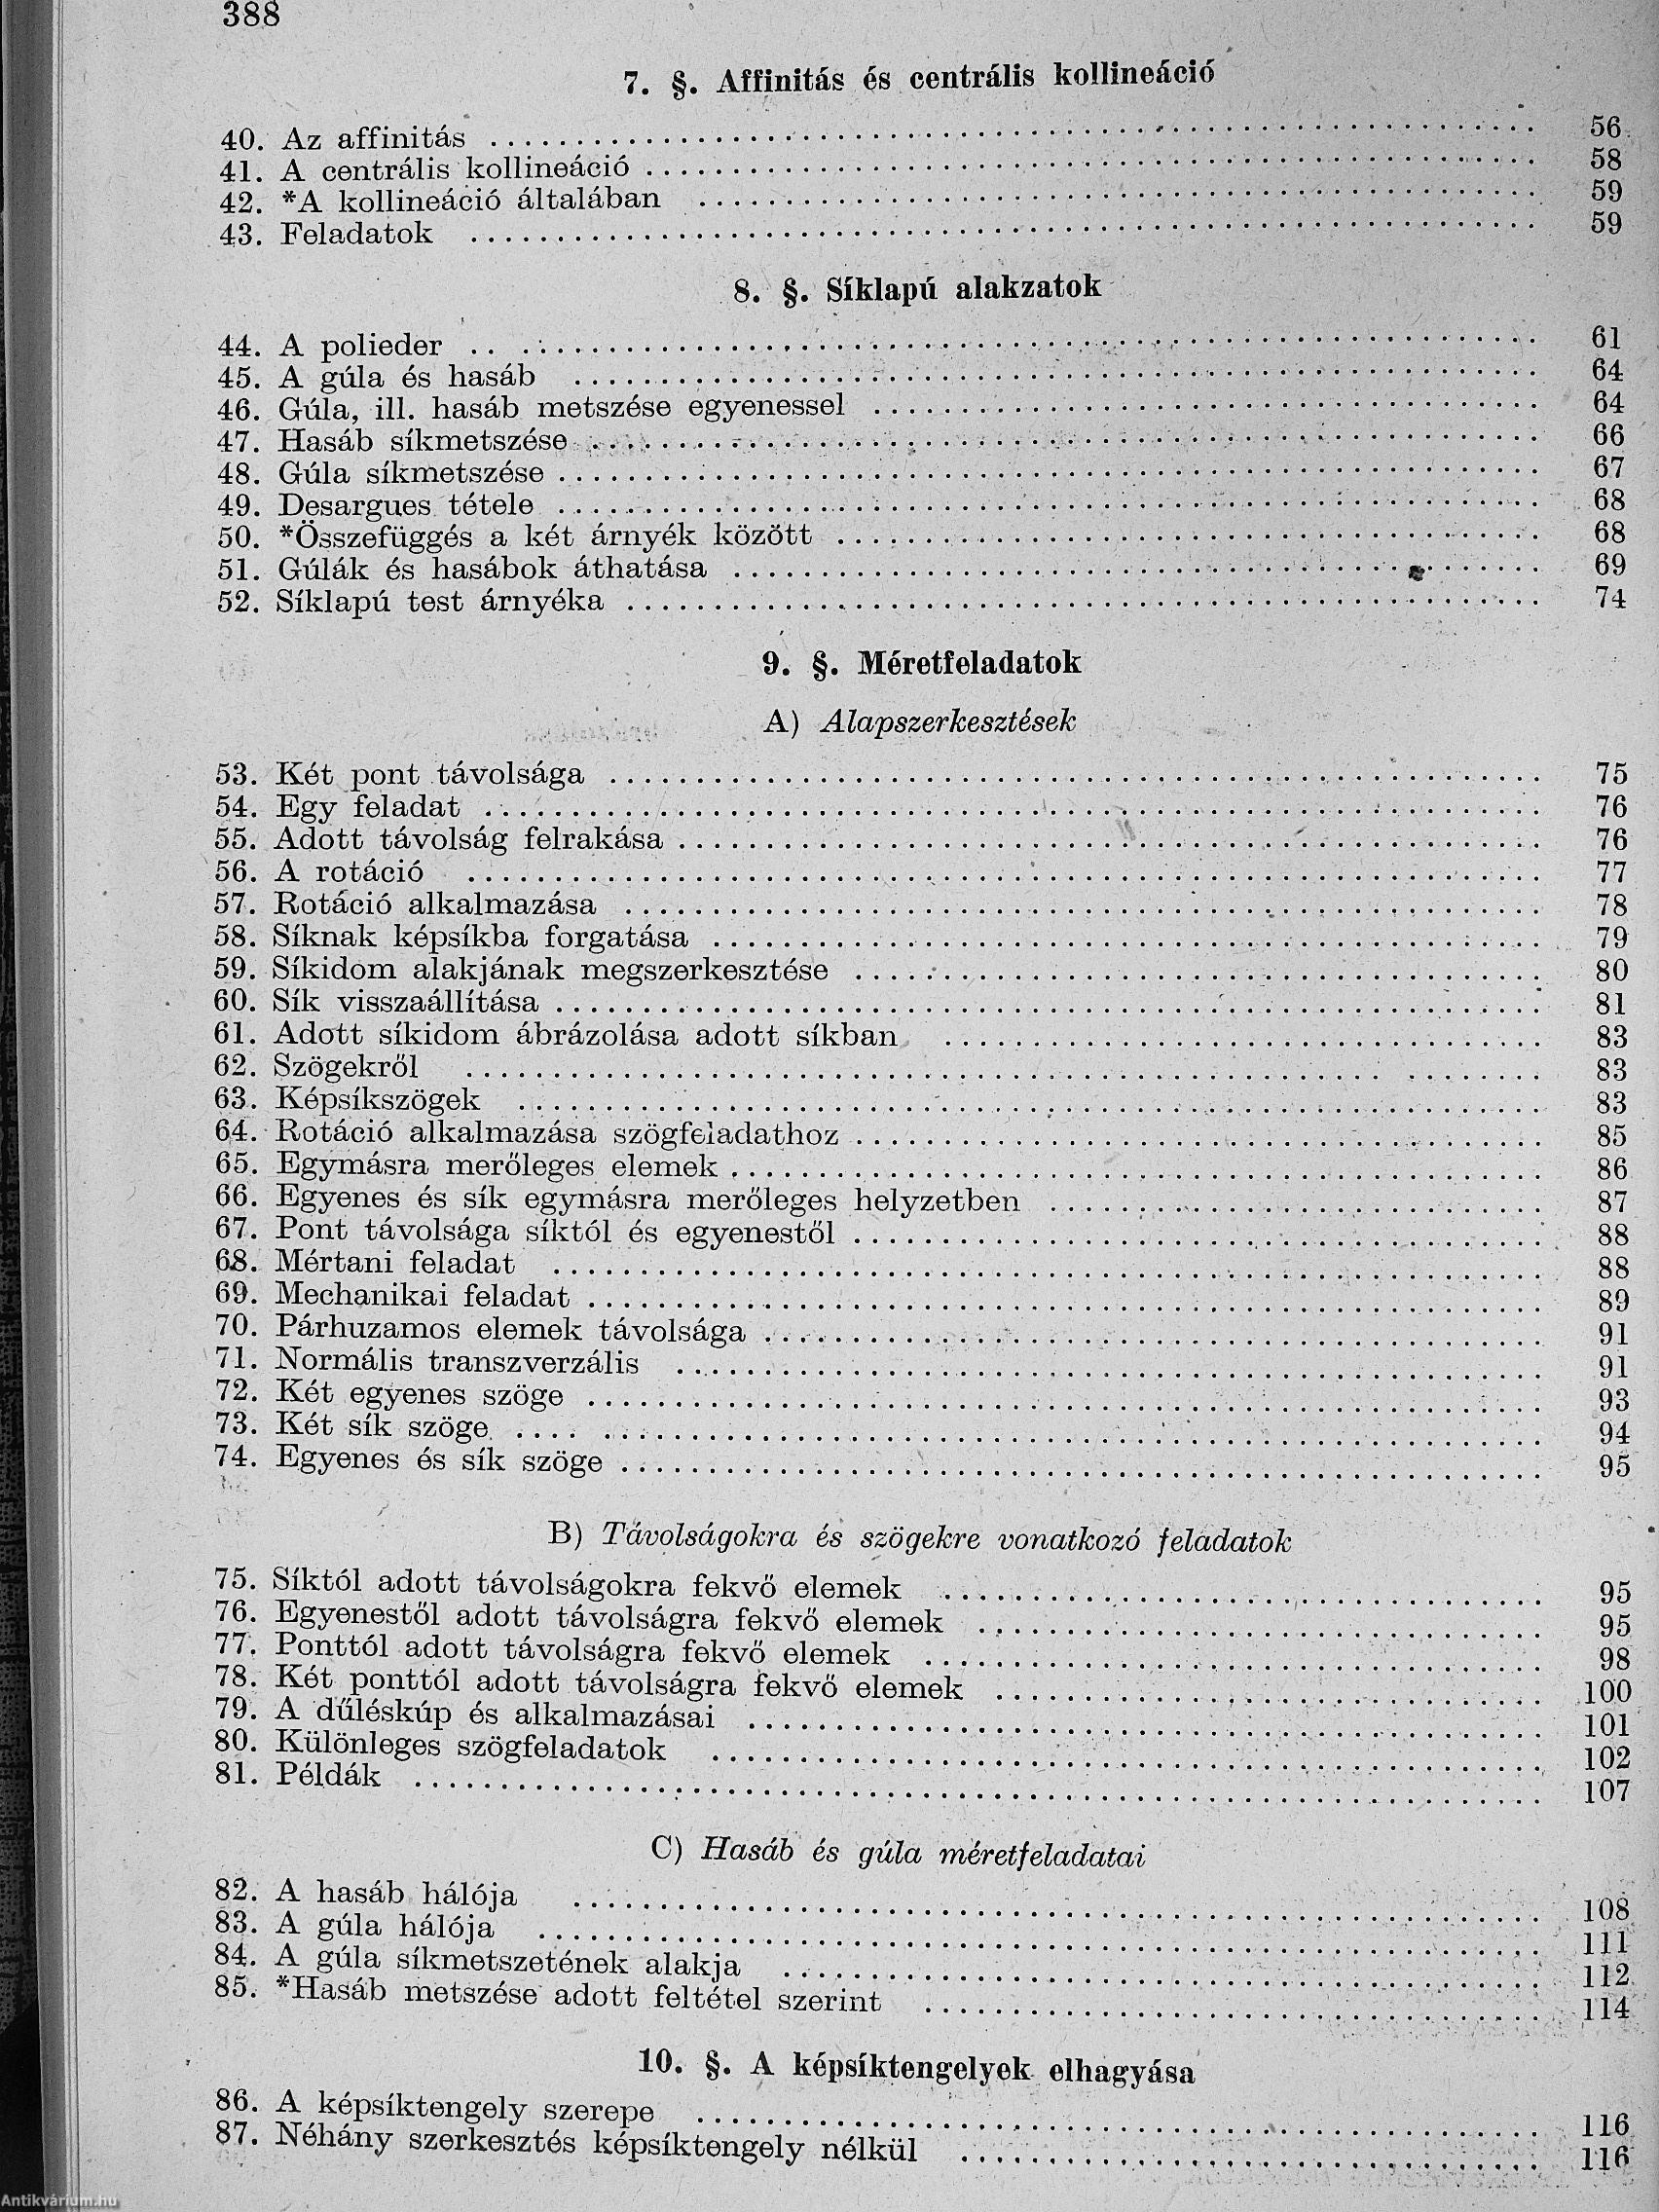 388
7. §. Affinitás és centrális kollineáció
40. Az affinitás 56
41. A centrális kollineáció 58
42. *A kollineáció általában 59
43. Feladatok 59
8. §. Síklapú alakzatok
44. A polieder 61
45. A gúla és hasáb 64
46. Gúla, ill. hasáb metszése egyenessel 64
47. Hasáb síkmetszése 66
48. Gúla síkmetszése 67
49. Desargues tétele 68
50. *Összefüggés a két árnyék között 68
51. Gúlák és hasábok áthatása 69
52. Síklapú test árnyéka 74
9. §. Méretfeladatok
A) Alapszerkesztések
53. Két pont távolsága 75
54. Egy feladat 76
55. Adott távolság felrakása 76
56. A rotáció 77
57. Rotáció alkalmazása 78
58. Síknak képsíkba forgatása 79
59. Síkidom alakjának megszerkesztése 80
60. Sík visszaállítása 81
61. Adott síkidom ábrázolása adott síkban 83
62. Szögekről 83
63. Képsíkszögek 83
64. Rotáció alkalmazása szögfeladathoz 85
65. Egymásra merőleges elemek 86
66. Egyenes és sík egymásra merőleges helyzetben 87
67. Pont távolsága síktól és egyenestől 88
68. Mértani feladat 88
69. Mechanikai feladat 89
70. Párhuzamos elemek távolsága 91
71. Normális transzverzális 91
72. Két egyenes szöge 93
73. Két sík szöge 94
74. Egyenes és sík szöge 95
B) Távolságokra és szögekre vonatkozó feladatok
75. Síktól adott távolságokra fekvő elemek 95
76. Egyenestől adott távolságra fekvő elemek 95
77. Ponttól adott távolságra fekvő elemek 98
78. Két ponttól adott távolságra fekvő elemek 100
79. A dűléskúp és alkalmazásai 101
80. Különleges szögfeladatok 102
81. Példák 107
C) Hasáb és gúla méretfeladatai
82. A hasáb hálója 108
83. A gúla hálója 111
84. A gúla síkmetszetének alakja 112
85. *Hasáb metszése adott feltétel szerint 114
10. §. A képsíktengelyek elhagyása
86. A képsíktengely szerepe 116
87. Néhány szerkesztés képsíktengely nélkül 116
Antikvárium.hu